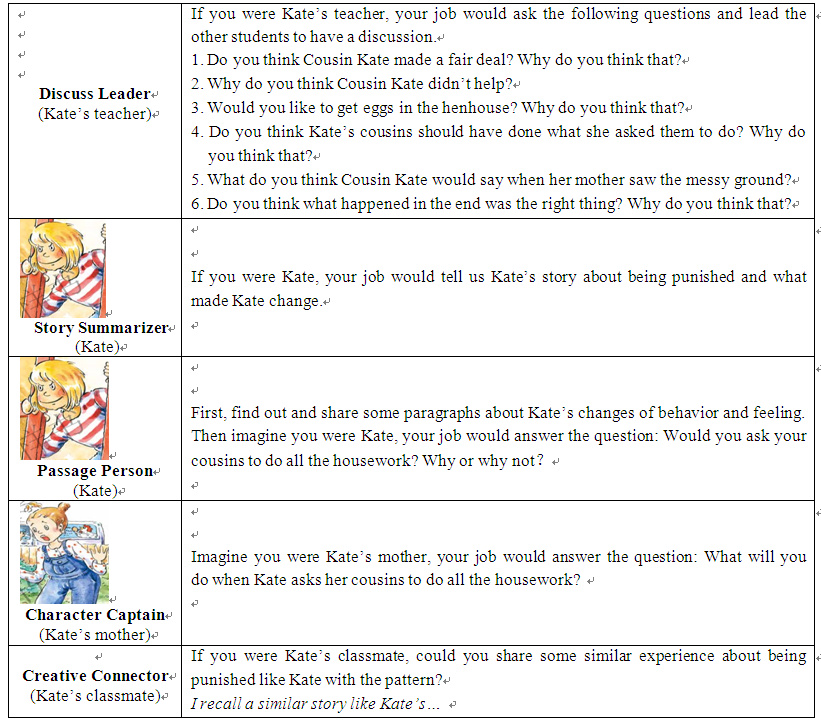 If you were Kate's teacher, your job would ask the following questions and lead the
other students to have a discussion.
1. Do you think Cousin Kate made a fair deal? Why do you think that?
2. Why do you think Cousin Kate didn't help?
3. Would you like to get eggs in the henhouse? Why do you think that?
4. Do you think Kate's cousins should have done what she asked them to do? Why do
you think that?
5. What do you think Cousin Kate would say when her mother saw the messy ground?
6. Do you think what happened in the end was the right thing? Why do you think that?
Discuss Leader
(Kate's teacher)
If you were Kate, your job would tell us Kate's story about being punished and what
made Kate change.
Story Summarizer
(Kate)
First, find out and share some paragraphs about Kate's changes of behavior and feeling.
Then imagine you were Kate, your job would answer the question: Would you ask your
cousins to do all the housework? Why or why not?
Passage Person
(Kate)
Imagine you were Kate's mother, your job would answer the question: What will you
do when Kate asks her cousins to do all the housework?
Character Captain
(Kate's mother)
Creative Connector
(Kate's classmate)
If you were Kate's classmate, could you share some similar experience about being
punished like Kate with the pattern?
I recall a similar story like Kate's…